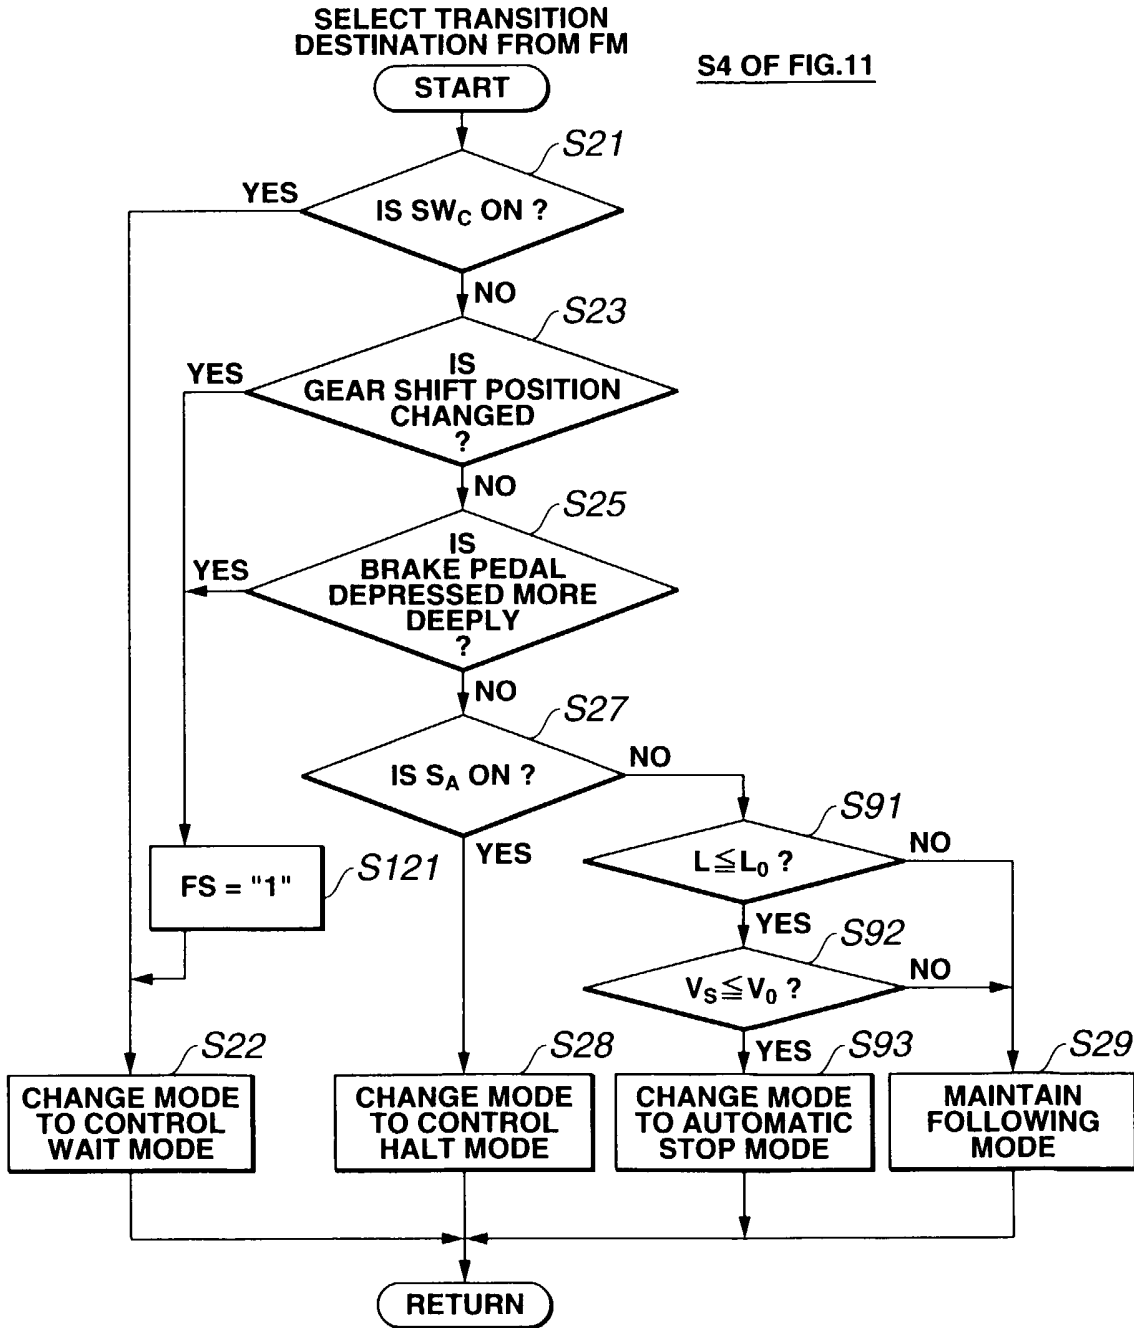 SELECT TRANSITION
DESTINATION FROM FM
S4 OF FIG.11
START
S21
YES
IS SWC ON ?
NO
S23
YES
IS
GEAR SHIFT POSITION
CHANGED
?
NO
S25
YES
IS
BRAKE PEDAL
DEPRESSED MORE
DEEPLY
?
NO
S27
IS SA ON ?
NO
YES
S91
L≦L0 ?
NO
YES
S121
FS = "1"
S92
VS≦V0 ?
NO
YES
S22
CHANGE MODE
TO CONTROL
WAIT MODE
S28
CHANGE MODE
TO CONTROL
HALT MODE
S93
CHANGE MODE
TO AUTOMATIC
STOP MODE
S29
MAINTAIN
FOLLOWING
MODE
RETURN